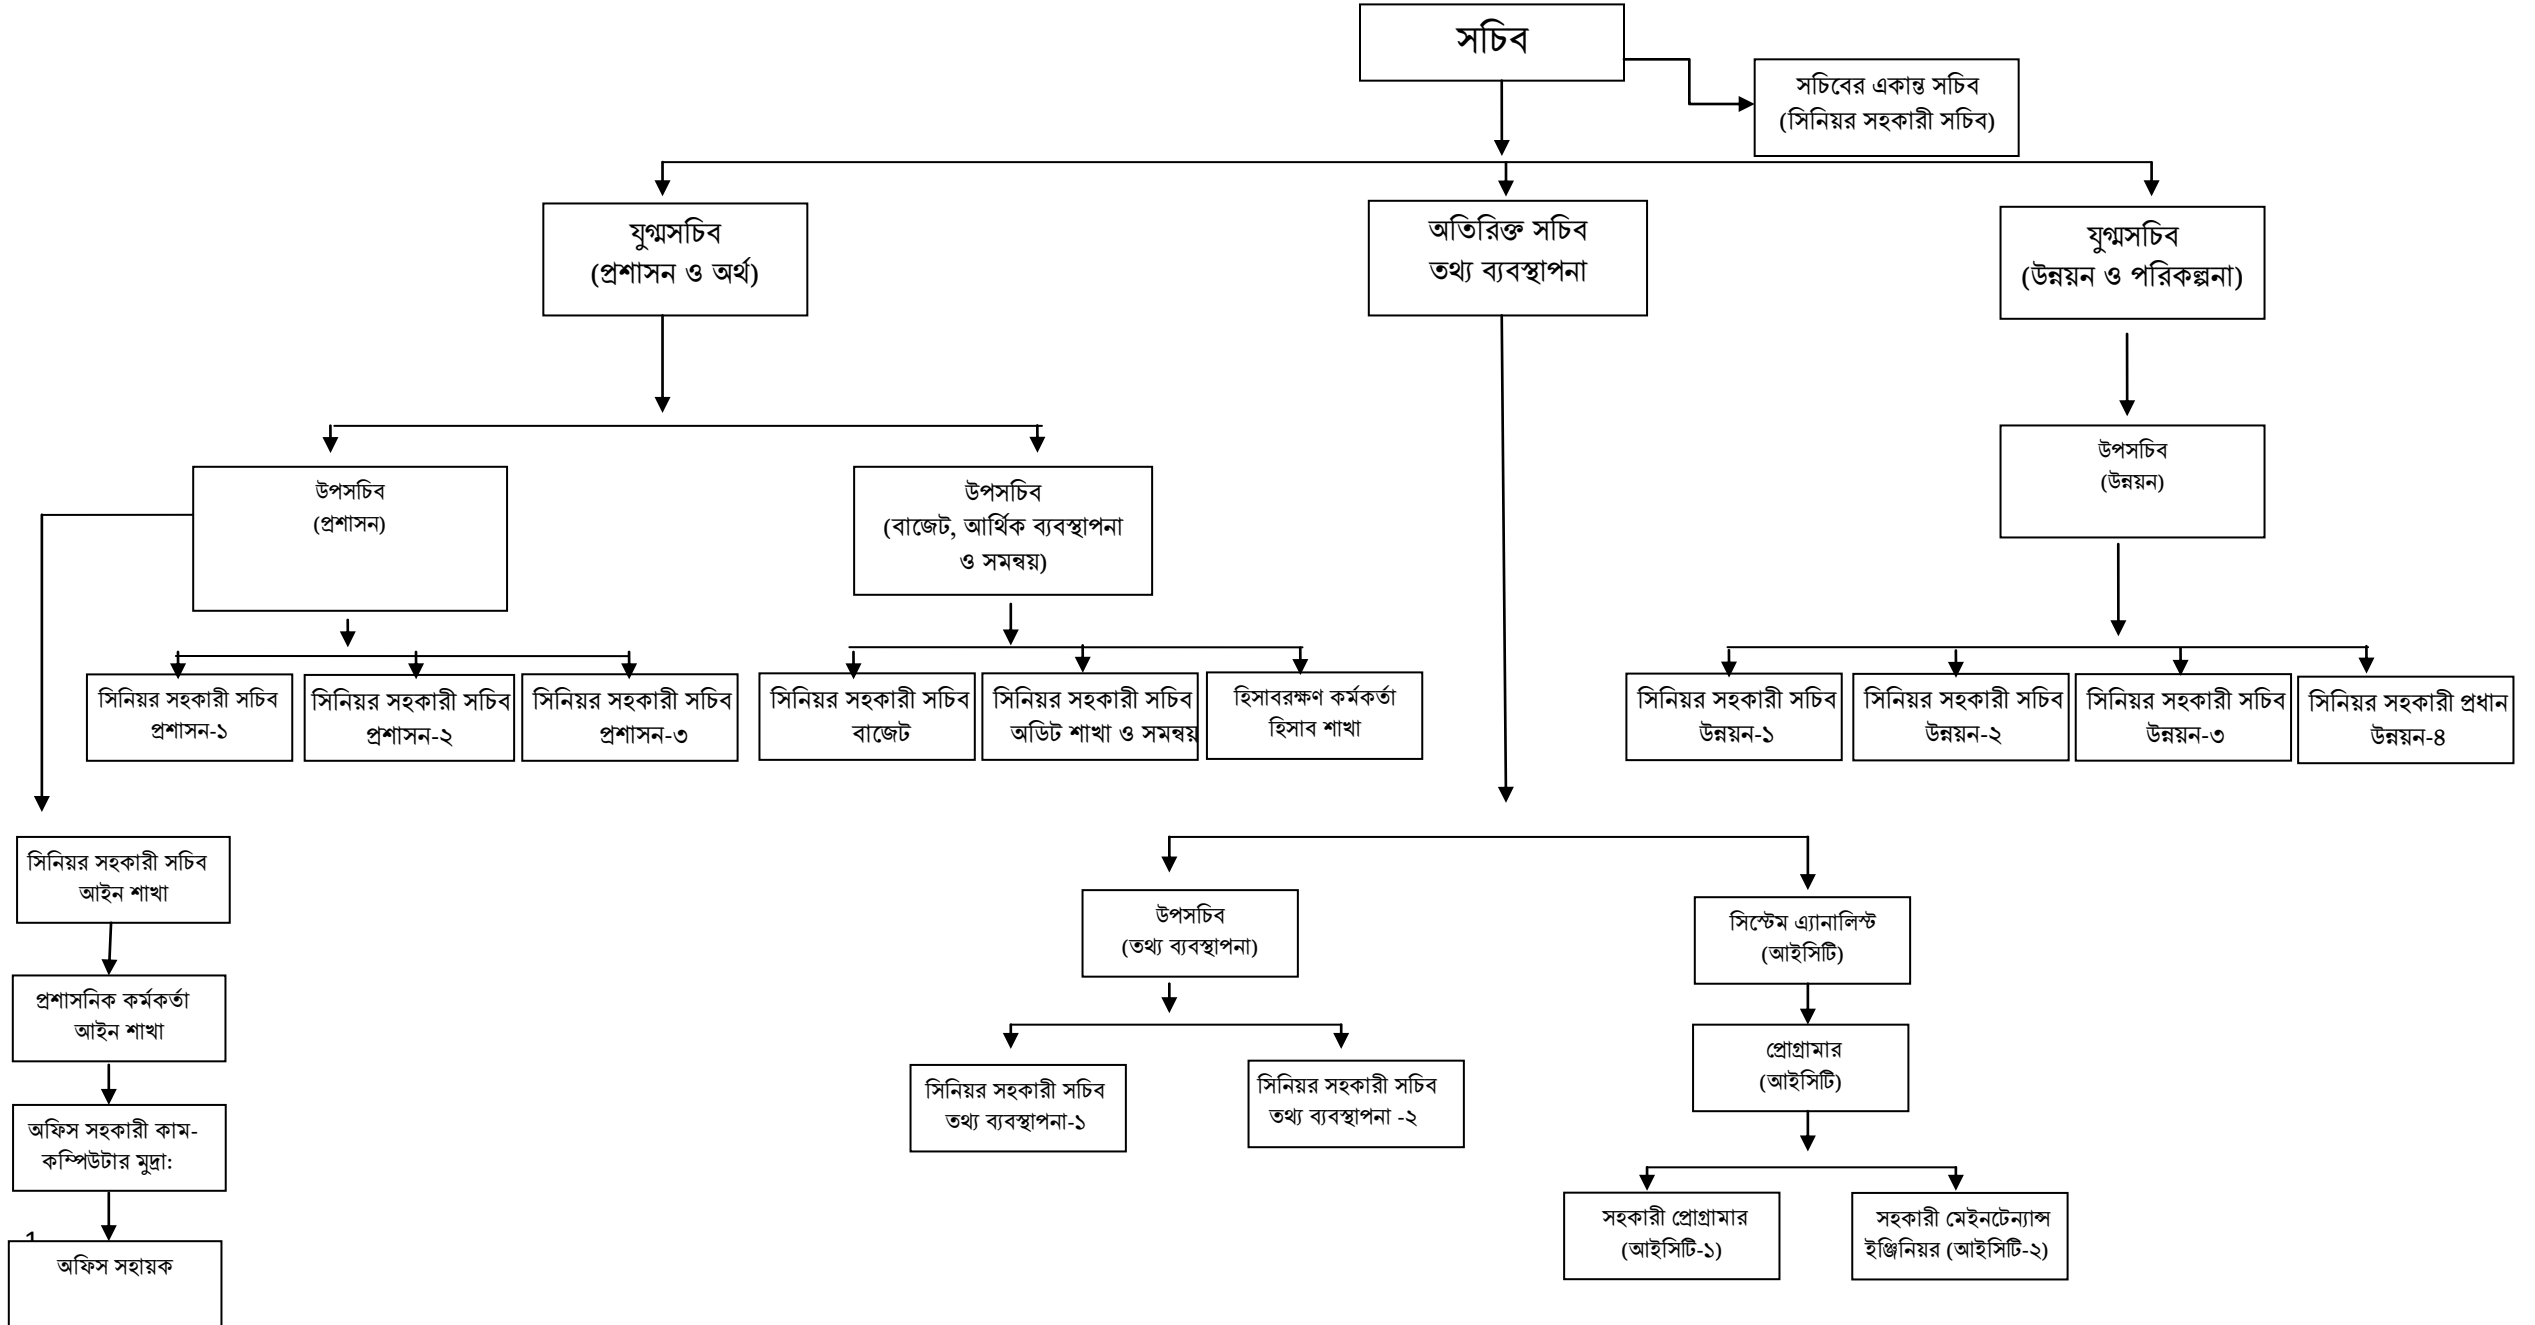 সচিব
সচিবের একান্ত সচিব
(সিনিয়র সহকারী সচিব)
যুগ্মসচিব
(প্রশাসন ও অর্থ)
অতিরিক্ত সচিব
তথ্য ব্যবস্থাপনা
যুগ্মসচিব
(উন্নয়ন ও পরিকল্পনা)
উপসচিব
(প্রশাসন)
উপসচিব
(বাজেট, আর্থিক ব্যবস্থাপনা
ও সমন্বয়)
উপসচিব
(উন্নয়ন)
সিনিয়র সহকারী সচিব
প্রশাসন-১
সিনিয়র সহকারী সচিব
প্রশাসন-২
সিনিয়র সহকারী সচিব
প্রশাসন-৩
সিনিয়র সহকারী সচিব
বাজেট
সিনিয়র সহকারী সচিব
অডিট শাখা ও সমন্বয়
হিসাবরক্ষণ কর্মকর্তা
হিসাব শাখা
সিনিয়র সহকারী সচিব
উন্নয়ন-১
সিনিয়র সহকারী সচিব
উন্নয়ন-২
সিনিয়র সহকারী সচিব
উন্নয়ন-৩
সিনিয়র সহকারী প্রধান
উন্নয়ন-৪
সিনিয়র সহকারী সচিব
আইন শাখা
প্রশাসনিক কর্মকর্তা
আইন শাখা
অফিস সহকারী কাম-
কম্পিউটার মুদ্রা:
1
অফিস সহায়ক
উপসচিব
(তথ্য ব্যবস্থাপনা)
সিনিয়র সহকারী সচিব
তথ্য ব্যবস্থাপনা-১
সিনিয়র সহকারী সচিব
তথ্য ব্যবস্থাপনা -২
সিস্টেম এ্যানালিস্ট
(আইসিটি)
প্রোগ্রামার
(আইসিটি)
সহকারী প্রোগ্রামার
(আইসিটি-১)
সহকারী মেইনটেন্যান্স
ইঞ্জিনিয়র (আইসিটি-২)